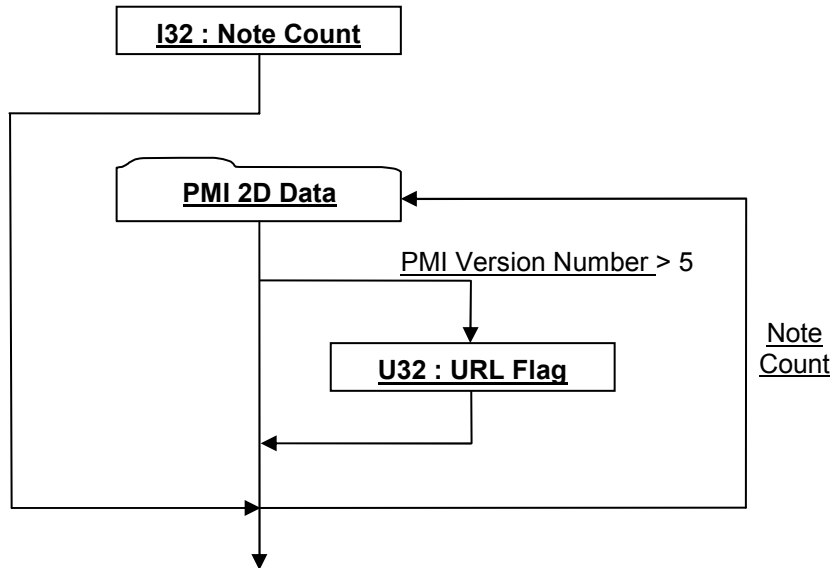 I32 : Note Count
PMI 2D Data
PMI Version Number > 5
U32 : URL Flag
Note
Count